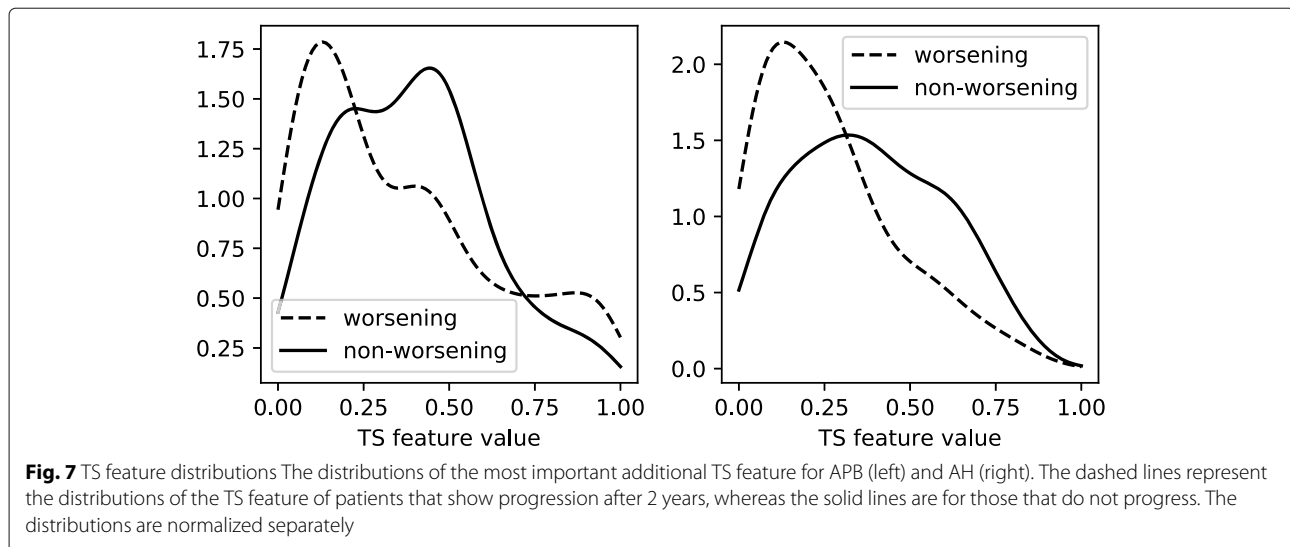 1.75
1.50
1.25
1.00
0.75
0.50
0.25
worsening
non-worsening
0.00 0.25 0.50 0.75 1.00
TS feature value
2.0
1.5
1.0
0.5
0.0
worsening
non-worsening
0.00 0.25 0.50 0.75 1.00
TS feature value
Fig. 7 TS feature distributions The distributions of the most important additional TS feature for APB (left) and AH (right). The dashed lines represent
the distributions of the TS feature of patients that show progression after 2 years, whereas the solid lines are for those that do not progress. The
distributions are normalized separately